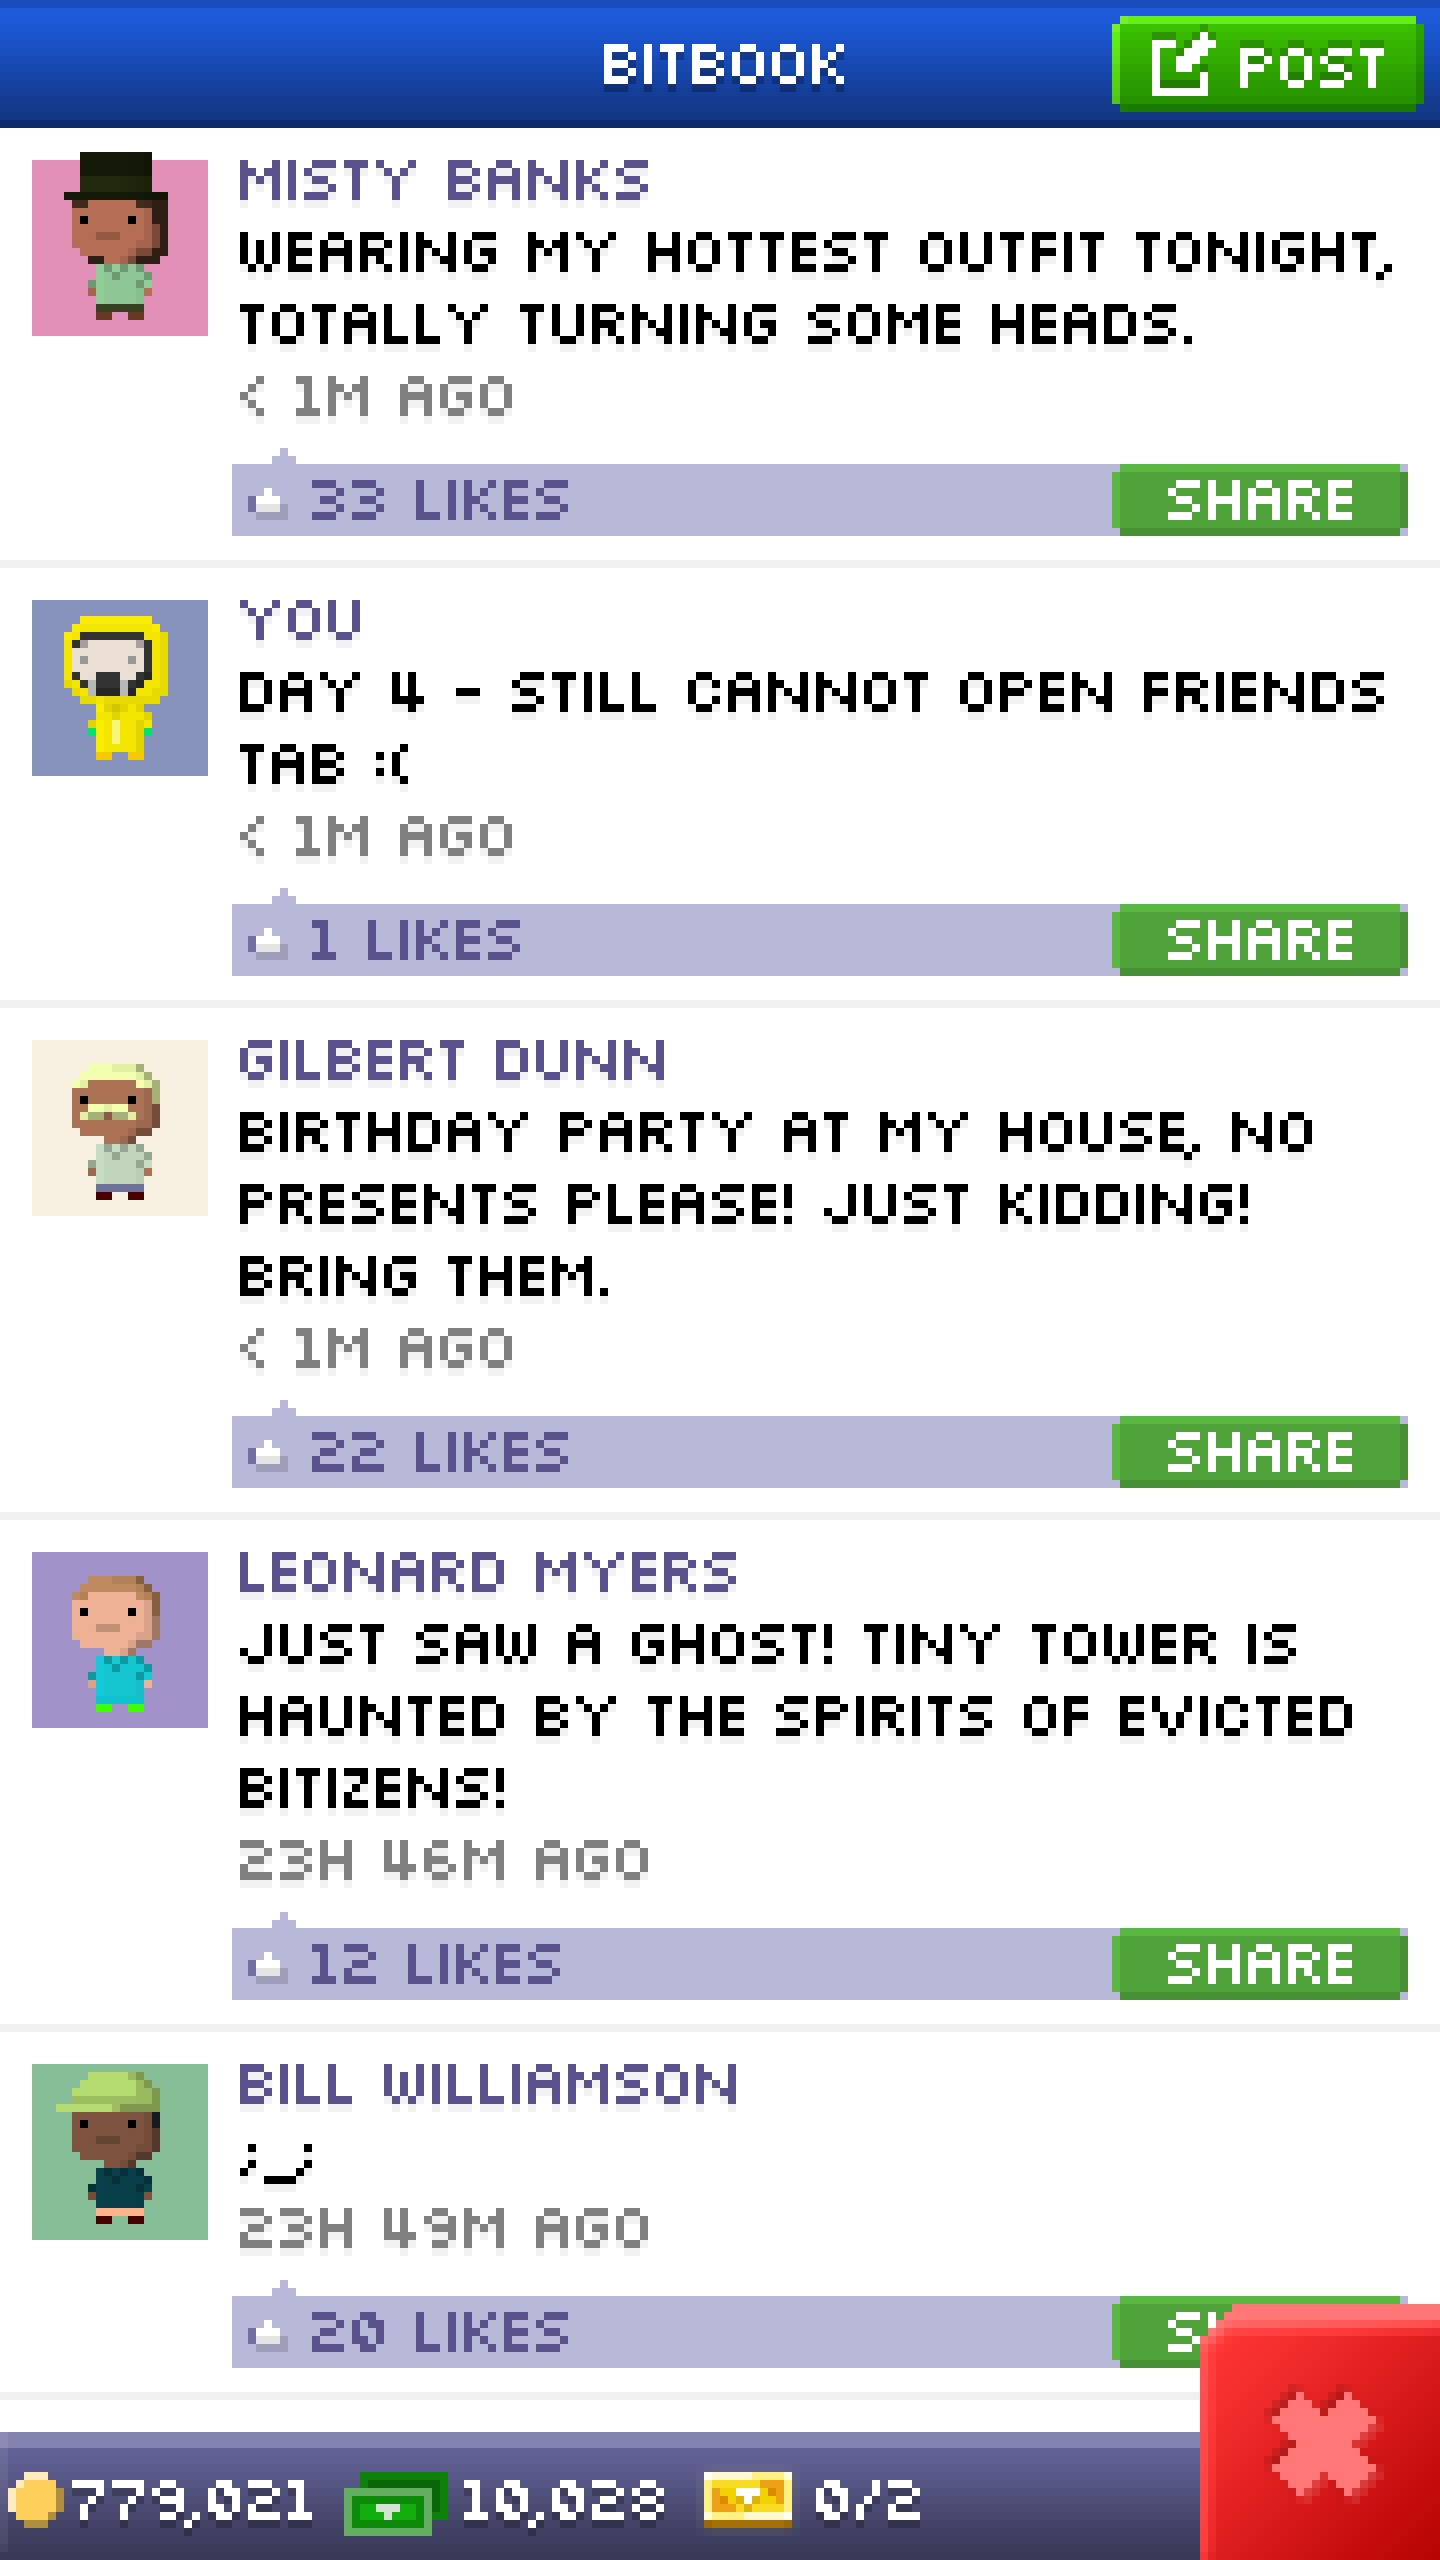 BITBOOK
POST
MISTY BANKS
WEARING MY HOTTEST OUTFIT TONIGHT,
TOTALLY TURNING SOME HEADS.
< 1M AGO
33 LIKES
SHARE
YOU
DAY 4 - STILL CANNOT OPEN FRIENDS
TAB :(
< 1M AGO
1 LIKES
SHARE
GILBERT DUNN
BIRTHDAY PARTY AT MY HOUSE, NO
PRESENTS PLEASE! JUST KIDDING!
BRING THEM.
< 1M AGO
22 LIKES
SHARE
LEONARD MYERS
JUST SAW A GHOST! TINY TOWER IS
HAUNTED BY THE SPIRITS OF EVICTED
BITIZENS!
23H 46M AGO
12 LIKES
SHARE
BILL WILLIAMSON
;_;
23H 49M AGO
20 LIKES
779,021
10,028
0/2